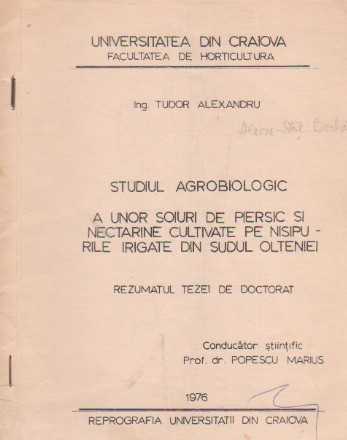 UNIVERSITATEA DIN CRAIOVA
FACULTATEA DE HORTICULTURA
Ing. TUDOR ALEXANDRU
STUDIUL AGROBIOLOGIC
A UNOR SOIURI DE PIERSIC SI
NECTARINE CULTIVATE PE NISIPU -
RILE IRIGATE DIN SUDUL OLTENIEI
REZUMATUL TEZEI DE DOCTORAT
Conducător ştiinţific
Prof. dr. POPESCU MARIUS
1976
REPROGRAFIA UNIVERSITATII DIN CRAIOVA